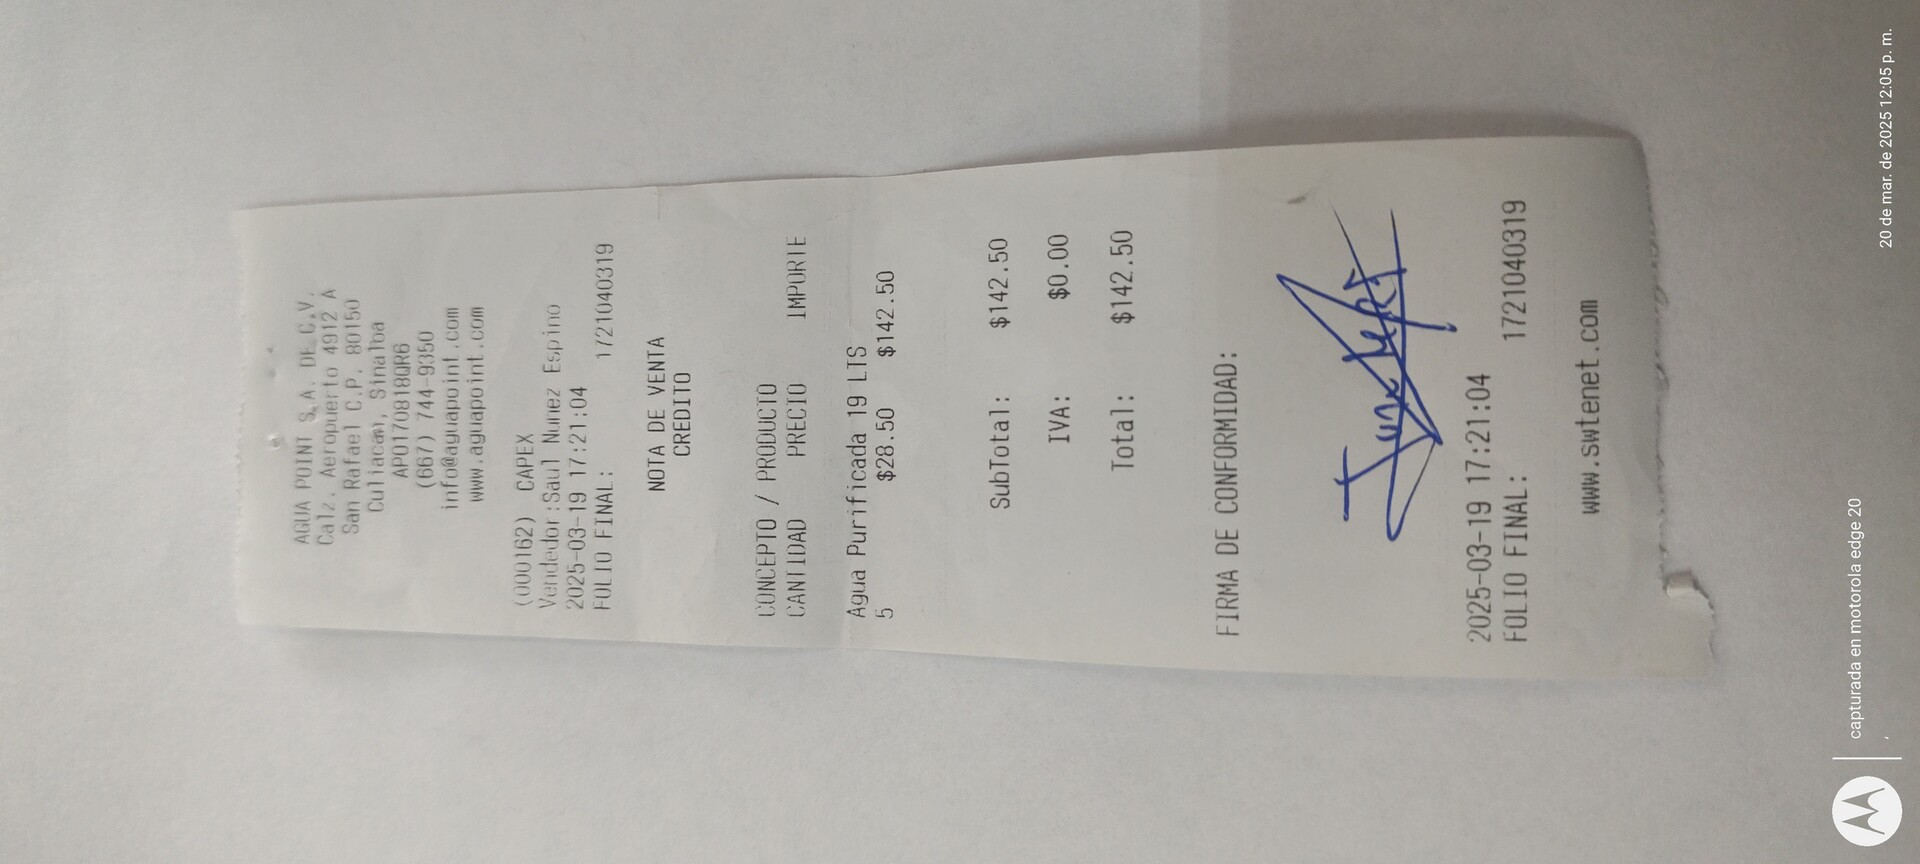 AGUA POINT S.A. DE C.V.
Calz. Aeropuerto 4912 A
San Rafael C.P. 80150
Culiacan, Sinaloa
APO170818QR6
(667) 744-9350
info@aguapoint.com
www.aguapoint.com
(000162) CAPEX
Vendedor:Saul Nunez Espino
2025-03-19 17:21:04
FOLIO FINAL: 1721040319
NOTA DE VENTA
CREDITO
CONCEPTO / PRODUCTO
CANTIDAD PRECIO IMPORTE
Agua Purificada 19 LTS
5 $28.50 $142.50
SubTotal: $142.50
IVA: $0.00
Total: $142.50
FIRMA DE CONFORMIDAD:
2025-03-19 17:21:04
FOLIO FINAL: 1721040319
www.swtenet.com
capturada en motorola edge 20
20 de mar. de 2025 12:05 p. m.